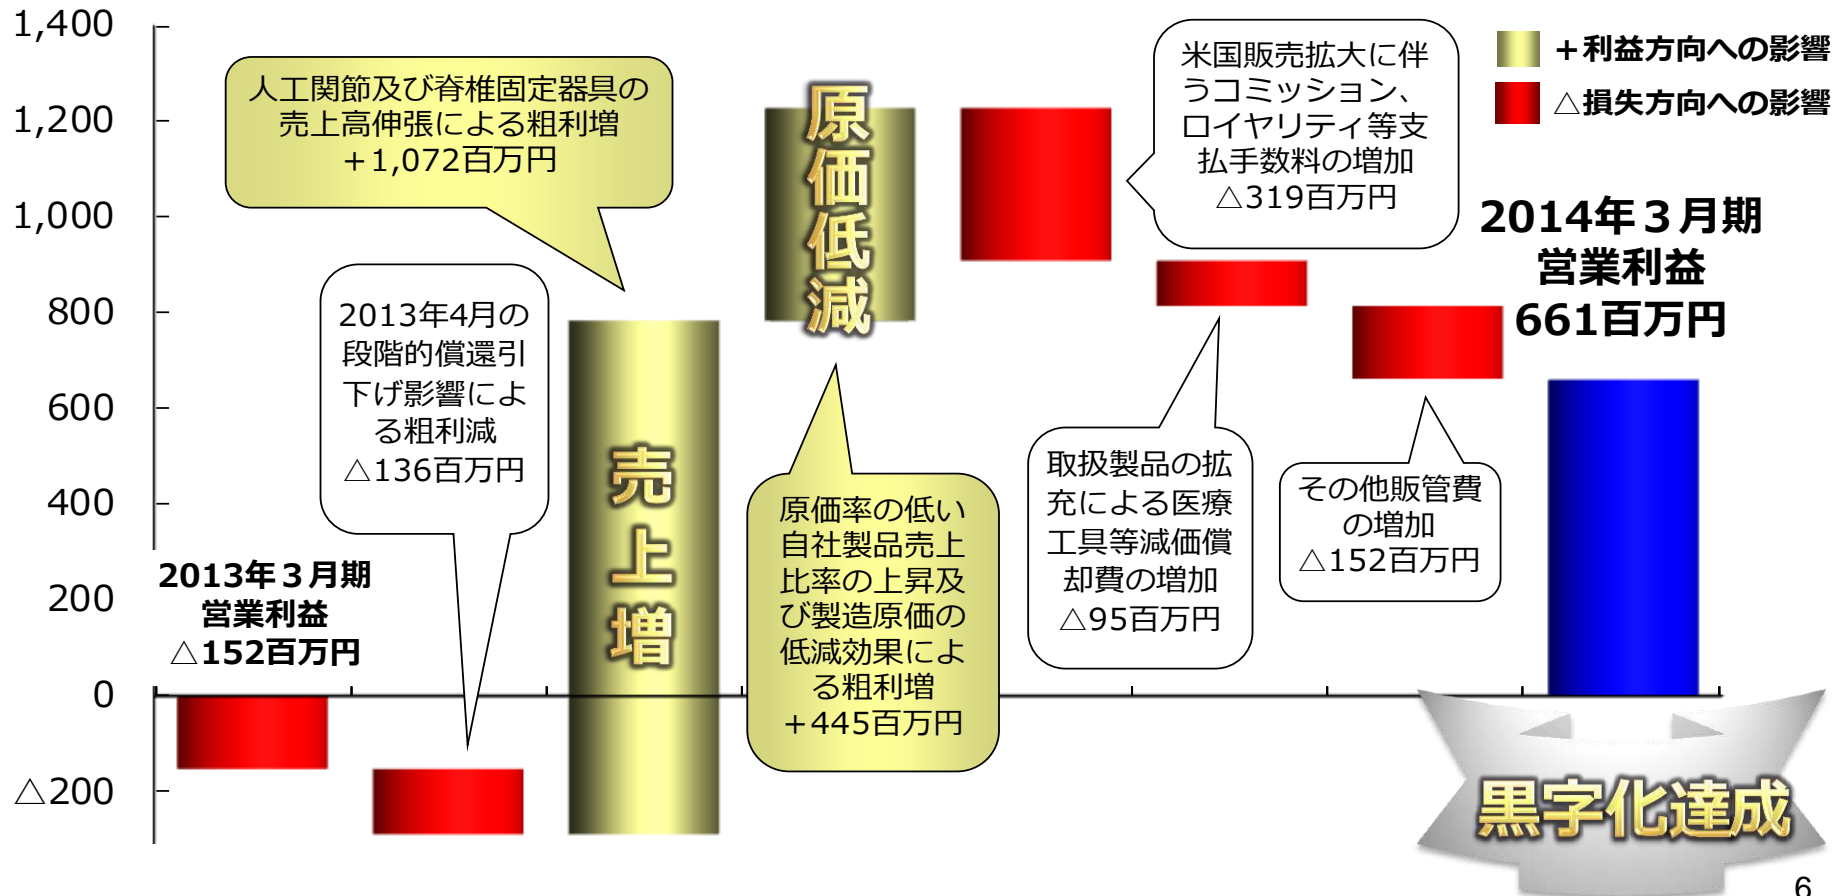 1,400
1,200
1,000
800
600
400
200
0
△200
2013年３月期
営業利益
△152百万円
2013年4月の
段階的償還引
下げ影響によ
る粗利減
△136百万円
人工関節及び脊椎固定器具の
売上高伸張による粗利増
＋1,072百万円
売上増
原価低減
原価率の低い
自社製品売上
比率の上昇及
び製造原価の
低減効果によ
る粗利増
＋445百万円
米国販売拡大に伴
うコミッション、
ロイヤリティ等支
払手数料の増加
△319百万円
取扱製品の拡
充による医療
工具等減価償
却費の増加
△95百万円
その他販管費
の増加
△152百万円
＋利益方向への影響
△損失方向への影響
2014年３月期
営業利益
661百万円
黒字化達成
6